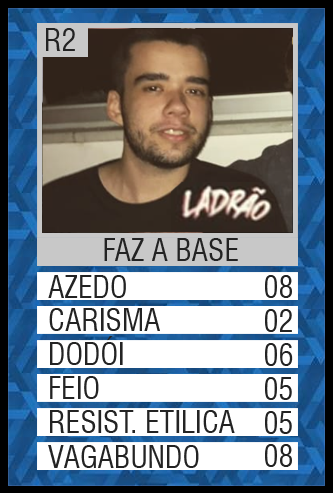 R2
LADRÃO
FAZ A BASE
AZEDO 08
CARISMA 02
DODÓI 06
FEIO 05
RESIST. ETILICA 05
VAGABUNDO 08